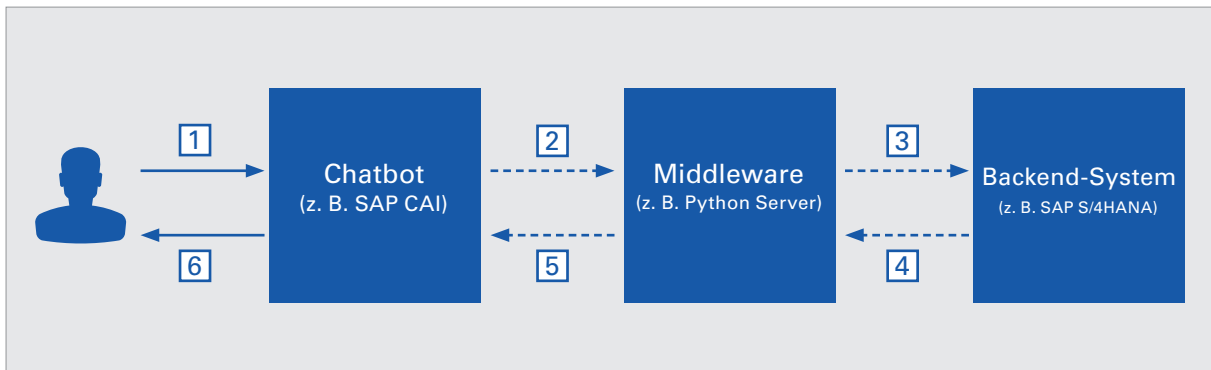 1
2
3
Chatbot
(z. B. SAP CAI)
Middleware
(z. B. Python Server)
Backend-System
(z. B. SAP S/4HANA)
6
5
4